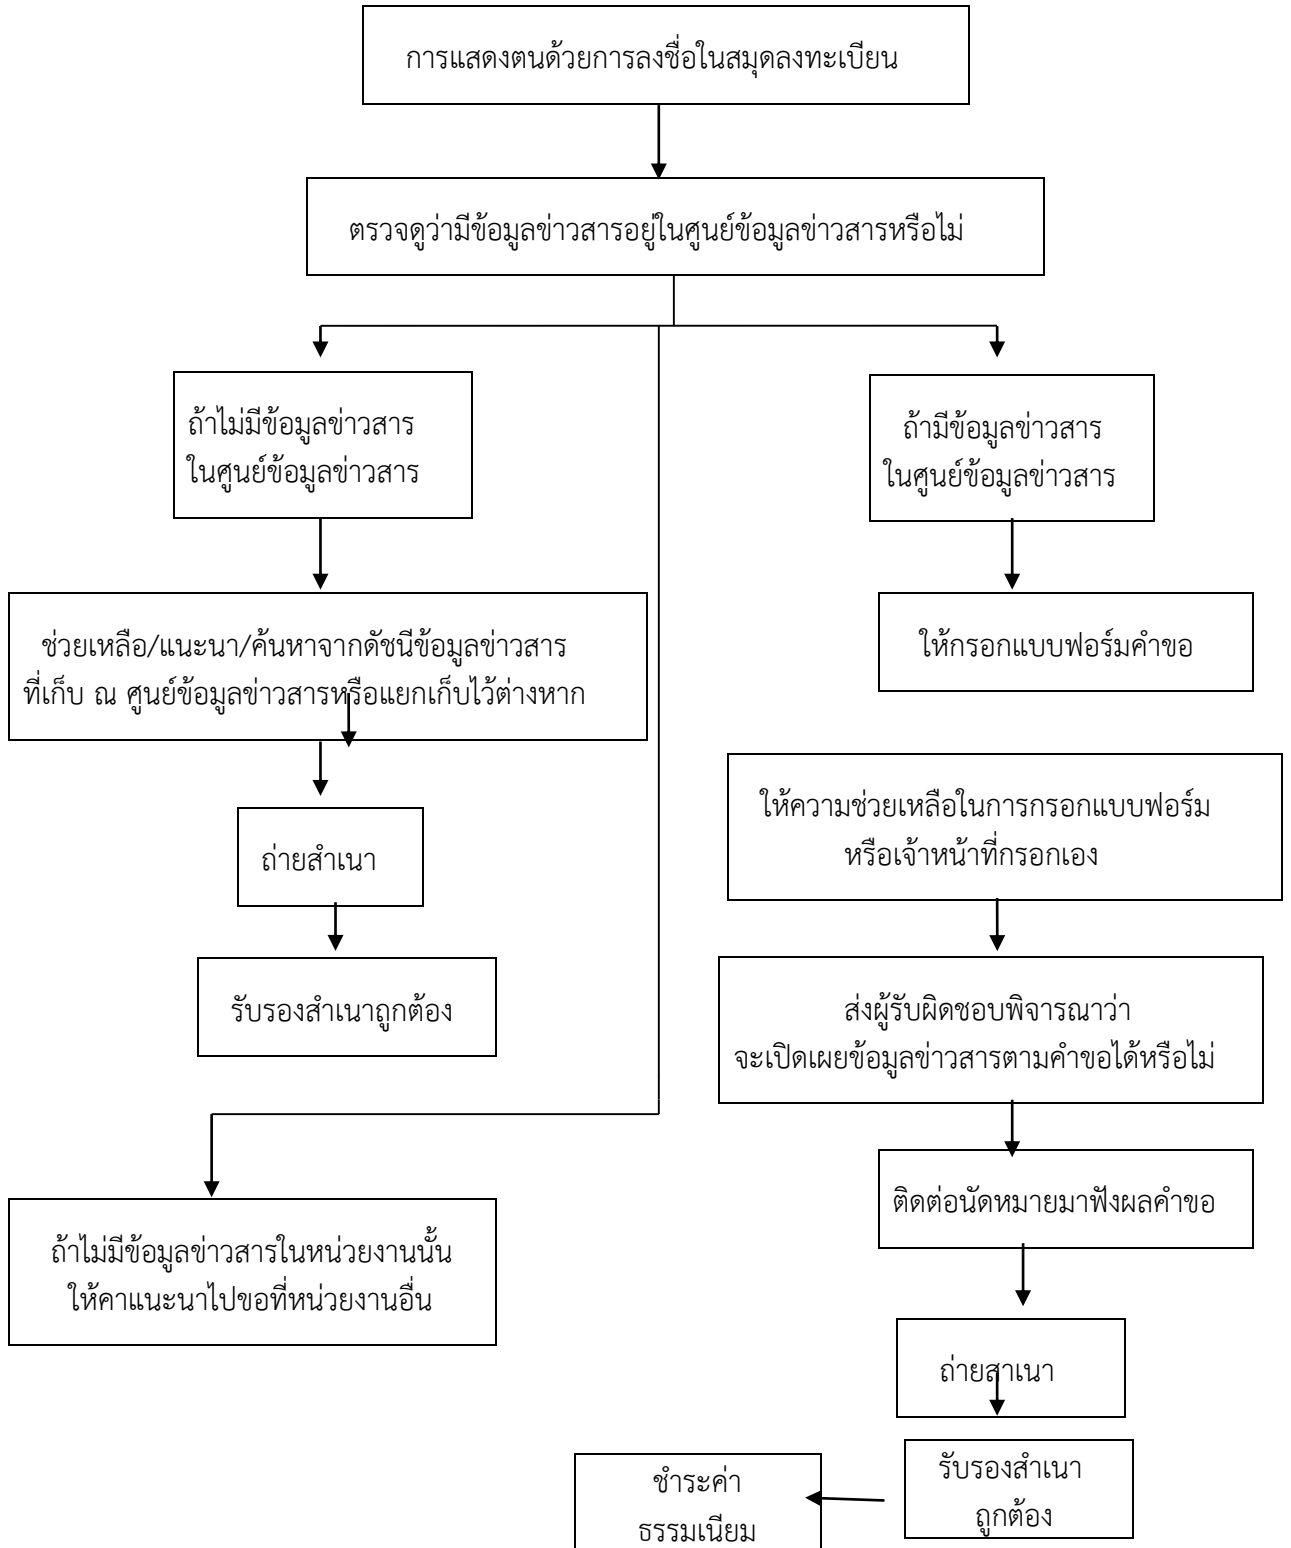 การแสดงตนด้วยการลงชื่อในสมุดลงทะเบียน
ตรวจดูว่ามีข้อมูลข่าวสารอยู่ในศูนย์ข้อมูลข่าวสารหรือไม่
ถ้าไม่มีข้อมูลข่าวสาร
ในศูนย์ข้อมูลข่าวสาร
ช่วยเหลือ/แนะนา/ค้นหาจากดัชนีข้อมูลข่าวสาร
ที่เก็บ ณ ศูนย์ข้อมูลข่าวสารหรือแยกเก็บไว้ต่างหาก
ถ่ายสำเนา
รับรองสำเนาถูกต้อง
ถ้าไม่มีข้อมูลข่าวสารในหน่วยงานนั้น
ให้คาแนะนาไปขอที่หน่วยงานอื่น
ถ้ามีข้อมูลข่าวสาร
ในศูนย์ข้อมูลข่าวสาร
ให้กรอกแบบฟอร์มคำขอ
ให้ความช่วยเหลือในการกรอกแบบฟอร์ม
หรือเจ้าหน้าที่กรอกเอง
ส่งผู้รับผิดชอบพิจารณาว่า
จะเปิดเผยข้อมูลข่าวสารตามคำขอได้หรือไม่
ติดต่อนัดหมายมาฟังผลคำขอ
ถ่ายสาเนา
รับรองสำเนา
ถูกต้อง
ชำระค่า
ธรรมเนียม